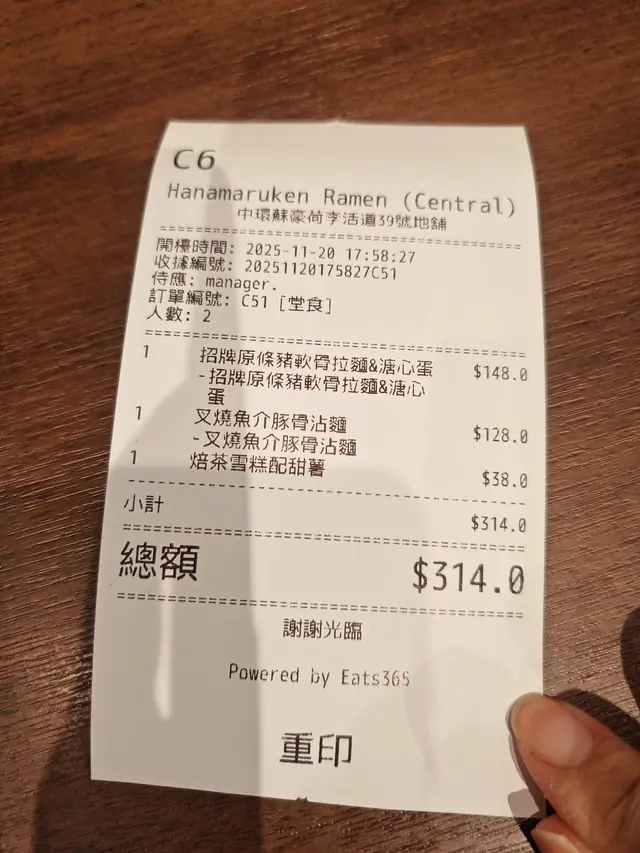 C6
Hanamaruken Ramen (Central)
中環蘇豪荷李活道39號地舖
開檯時間: 2025-11-20 17:58:27
收據編號: 20251120175827C51
侍應: manager.
訂單編號: C51 [堂食]
人數: 2
1 招牌原條豬軟骨拉麵&溏心蛋 $148.0
-招牌原條豬軟骨拉麵&溏心
蛋
1 叉燒魚介豚骨沾麵 $128.0
-叉燒魚介豚骨沾麵
1 焙茶雪糕配甜薯 $38.0
小計 $314.0
總額 $314.0
謝謝光臨
Powered by Eats365
重印